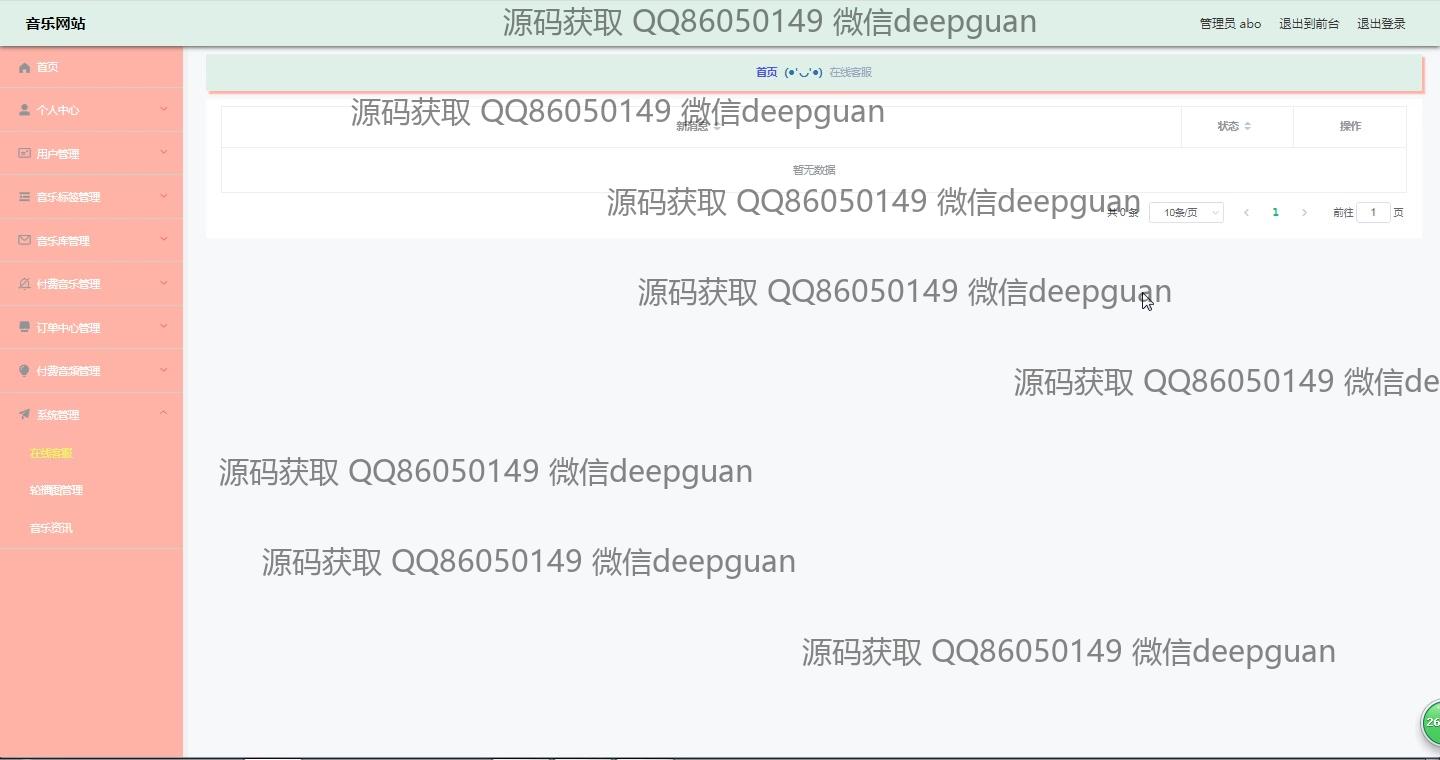 音乐网站
源码获取 QQ86050149 微信deepguan
管理员 abo 退出到前台 退出登录
首页
个人中心
用户管理
音乐标签管理
音乐库管理
付费音乐管理
订单中心管理
付费音频管理
系统管理
在线客服
轮播图管理
音乐资讯
首页 (●'◡'●) 在线客服
源码获取 QQ86050149 微信deepguan
新消息 状态 操作
暂无数据
源码获取 QQ86050149 微信deepguan
共 0 条 10条/页 1 前往 1 页
源码获取 QQ86050149 微信deepguan
源码获取 QQ86050149 微信de
源码获取 QQ86050149 微信deepguan
源码获取 QQ86050149 微信deepguan
源码获取 QQ86050149 微信deepguan
26